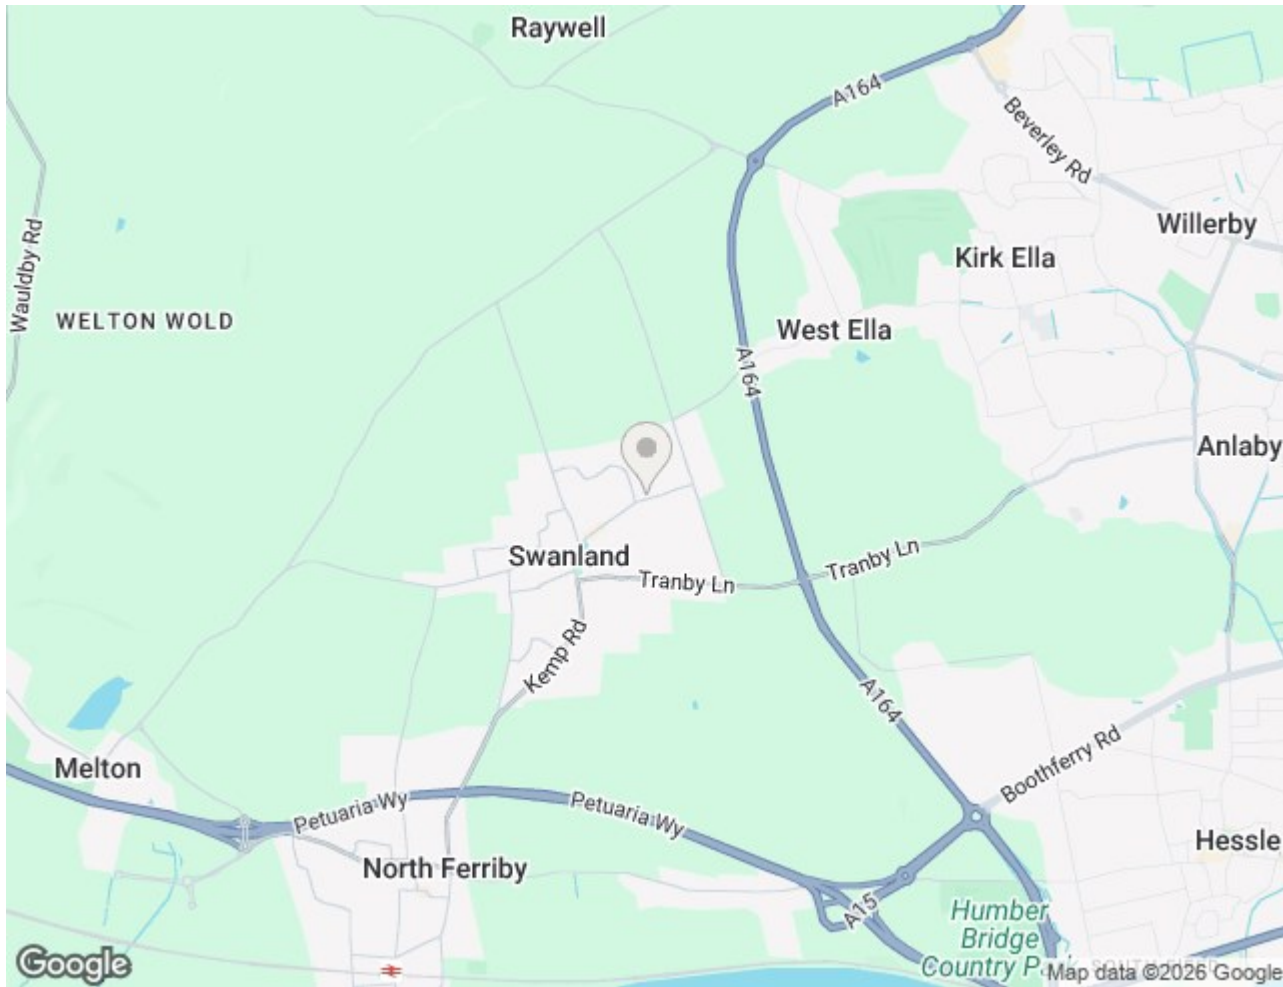 Raywell
A164
Beverley Rd
Willerby
Kirk Ella
Wauldby Rd
WELTON WOLD
West Ella
A164
Anlaby
Swanland
Tranby Ln
Tranby Ln
Kemp Rd
A164
Boothferry Rd
Melton
Petuaria Wy
Petuaria Wy
Hessle
North Ferriby
A15
Humber
Bridge
Country Park
Google
Map data ©2026 Google